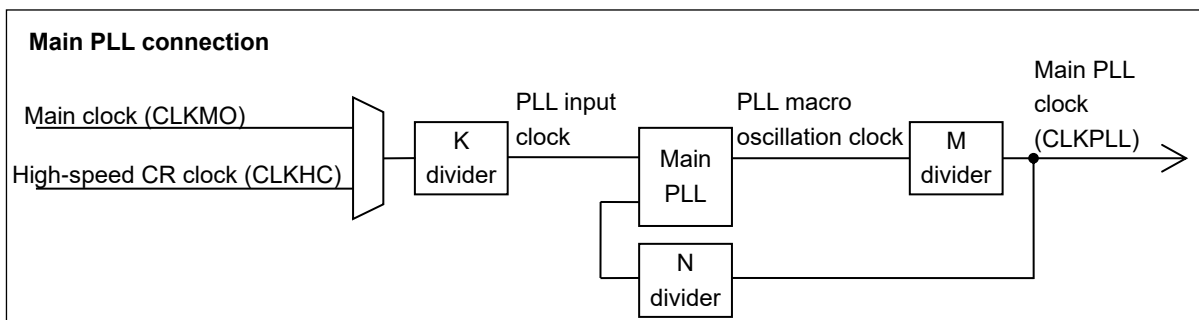 Main PLL connection
Main clock (CLKMO)
High-speed CR clock (CLKHC)
K
divider
PLL input
clock
Main
PLL
PLL macro
oscillation clock
M
divider
Main PLL
clock
(CLKPLL)
N
divider